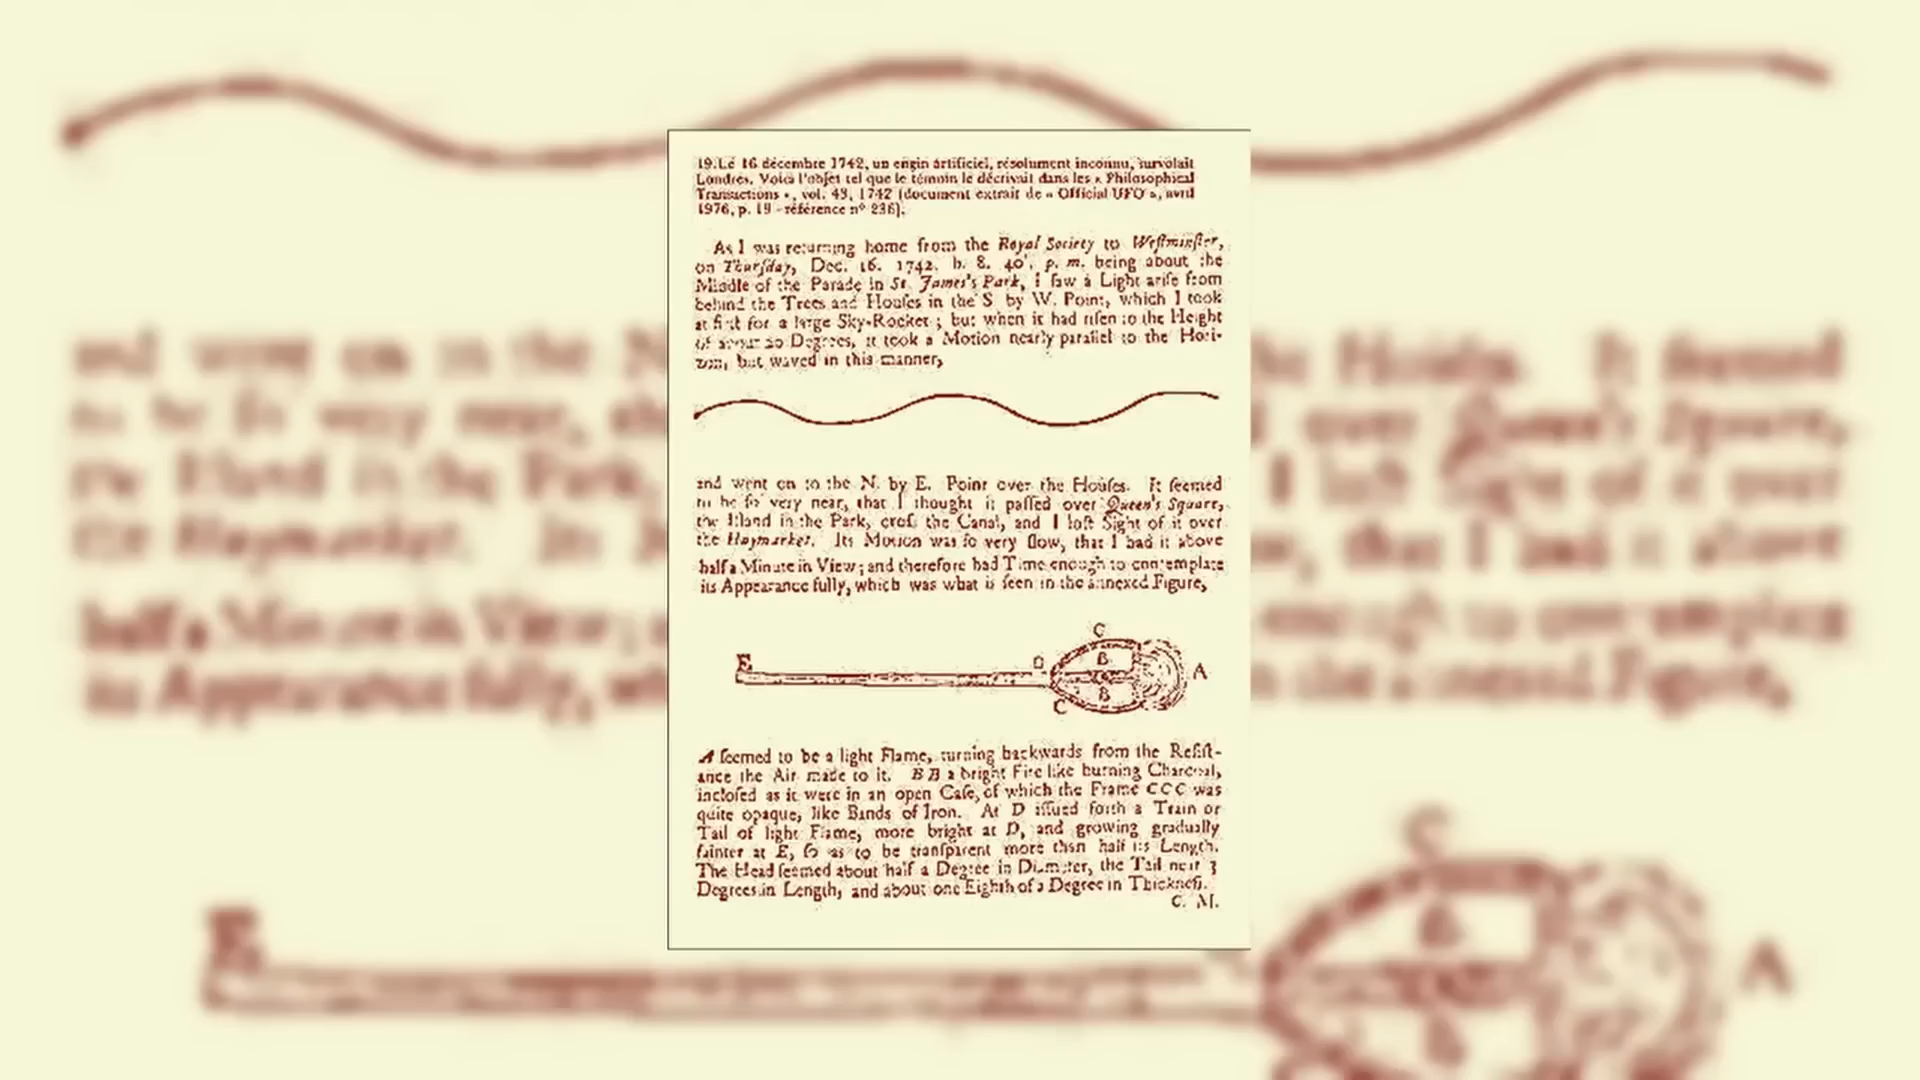 19. Le 16 décembre 1742, un engin artificiel, résolument inconnu, survolait
Londres. Voici l'objet tel que le témoin le décrivait dans les « Philosophical
Transactions », vol. 43, 1742 (document extrait de « Official UFO », avril
1976, p. 19 - référence n° 236).
As I was returning home from the Royal Society to Weſtminſter,
on Thurſday, Dec. 16. 1742. h. 8. 40'. p. m. being about the
Middle of the Parade in St. James's Park, I ſaw a Light ariſe from
behind the Trees and Houſes in the S. by W. Point, which I took
at firſt for a large Sky-Rocket; but when it had riſen to the Height
of about 20 Degrees, it took a Motion nearly parallel to the Hori-
zon, but waved in this manner,
and went on to the N. by E. Point over the Houſes. It ſeemed
to be ſo very near, that I thought it paſſed over Queen's Square,
the Iſland in the Park, croſs the Canal, and I loſt Sight of it over
the Haymarket. Its Motion was ſo very ſlow, that I had it above
half a Minute in View; and therefore had Time enough to contemplate
its Appearance fully, which was what is ſeen in the annexed Figure,
C
E D B A
B
C
A ſeemed to be a light Flame, turning backwards from the Reſiſt-
ance the Air made to it. BB a bright Fire like burning Charcoal,
incloſed as it were in an open Caſe, of which the Frame CCC was
quite opaque, like Bands of Iron. At D iſſued forth a Train or
Tail of light Flame, more bright at D, and growing gradually
fainter at E, ſo as to be tranſparent more than half its Length.
The Head ſeemed about half a Degree in Diameter, the Tail near 3
Degrees in Length, and about one Eighth of a Degree in Thickneſs.
C. M.